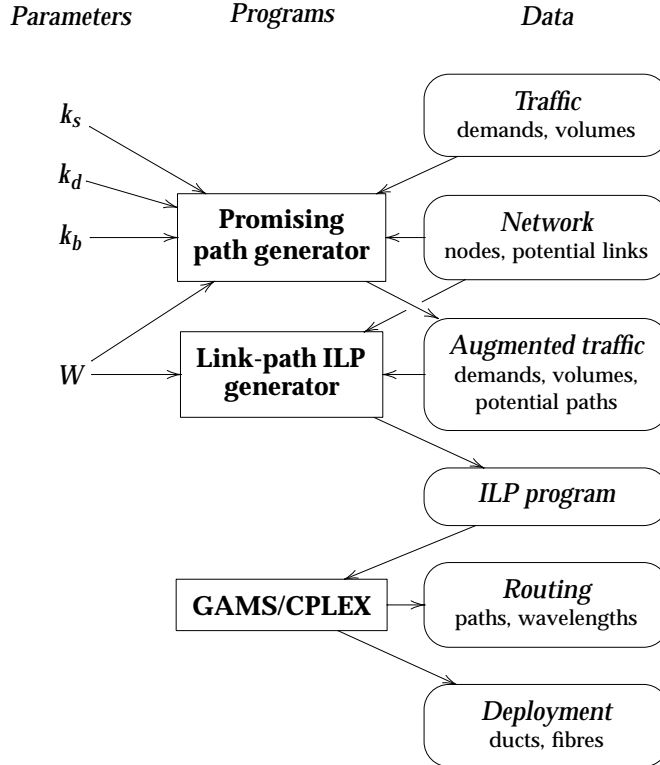 Parameters Programs Data
k_s
Traffic
demands, volumes
k_d
Promising
path generator
k_b
Network
nodes, potential links
W
Link-path ILP
generator
Augmented traffic
demands, volumes,
potential paths
ILP program
GAMS/CPLEX
Routing
paths, wavelengths
Deployment
ducts, fibres